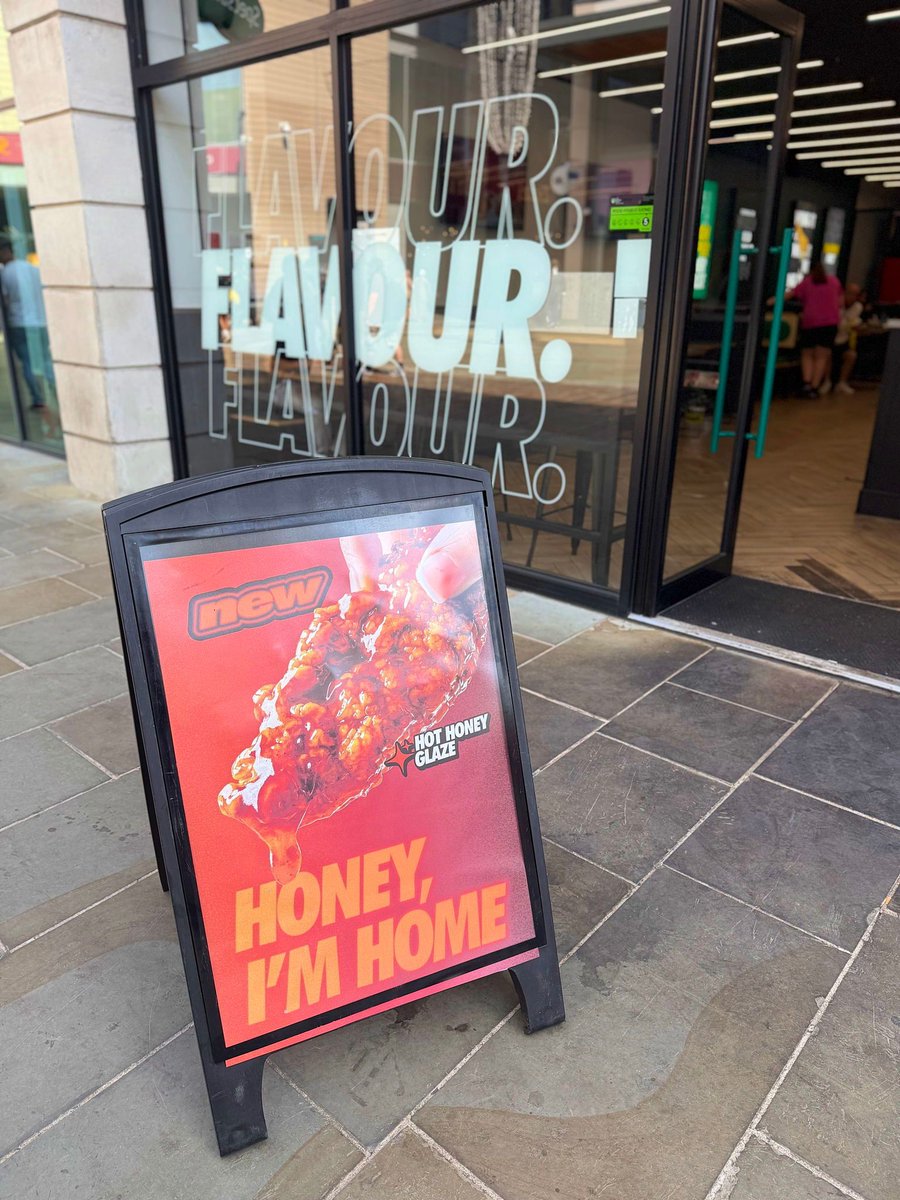 FLAVOUR.
FLAVOUR.
FLAVOUR.
new
HOT HONEY
GLAZE
HONEY,
I'M HOME